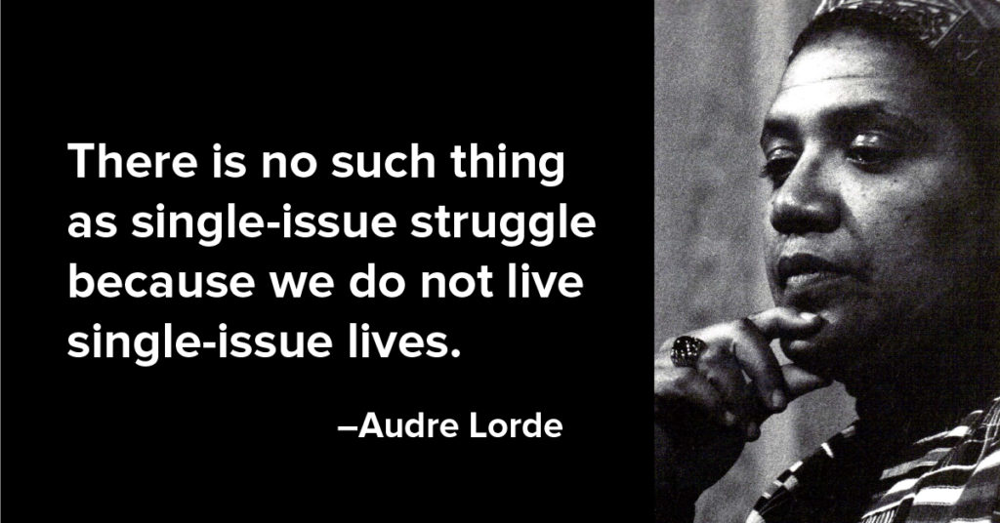 There is no such thing
as single-issue struggle
because we do not live
single-issue lives.
–Audre Lorde